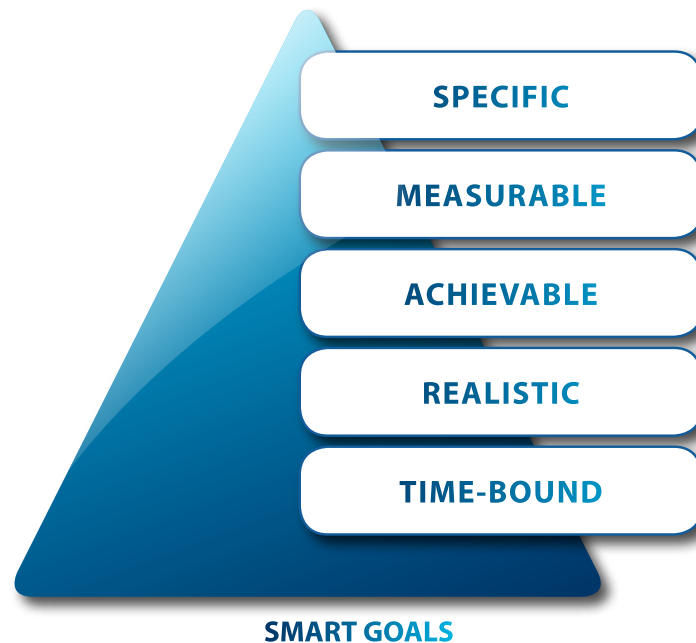 SPECIFIC
MEASURABLE
ACHIEVABLE
REALISTIC
TIME-BOUND
SMART GOALS